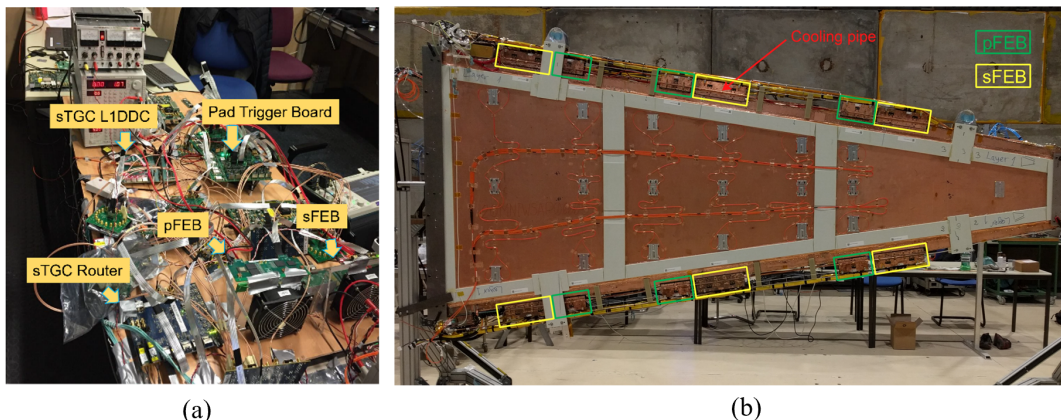 sTGC L1DDC
Pad Trigger Board
pFEB
sFEB
sTGC Router
Cooling pipe
pFEB
sFEB
(a)
(b)